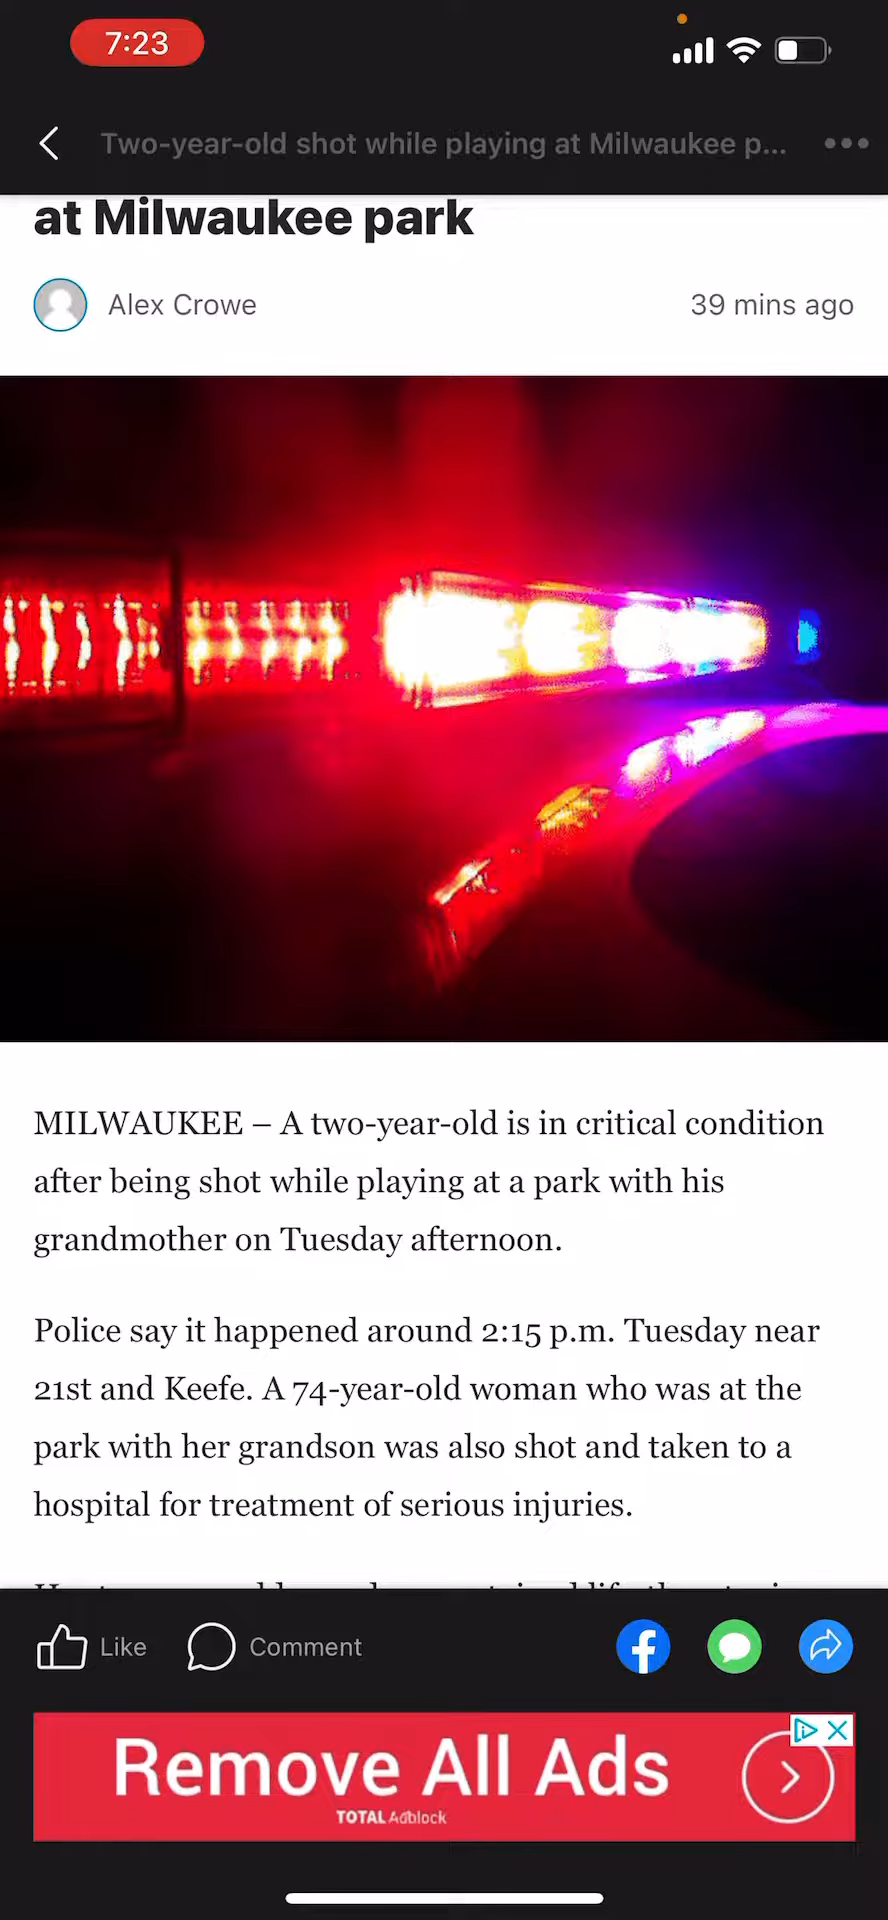 7:23
Two-year-old shot while playing at Milwaukee p...
at Milwaukee park
Alex Crowe
39 mins ago
MILWAUKEE – A two-year-old is in critical condition
after being shot while playing at a park with his
grandmother on Tuesday afternoon.
Police say it happened around 2:15 p.m. Tuesday near
21st and Keefe. A 74-year-old woman who was at the
park with her grandson was also shot and taken to a
hospital for treatment of serious injuries.
Like
Comment
Remove All Ads
TOTAL Adblock